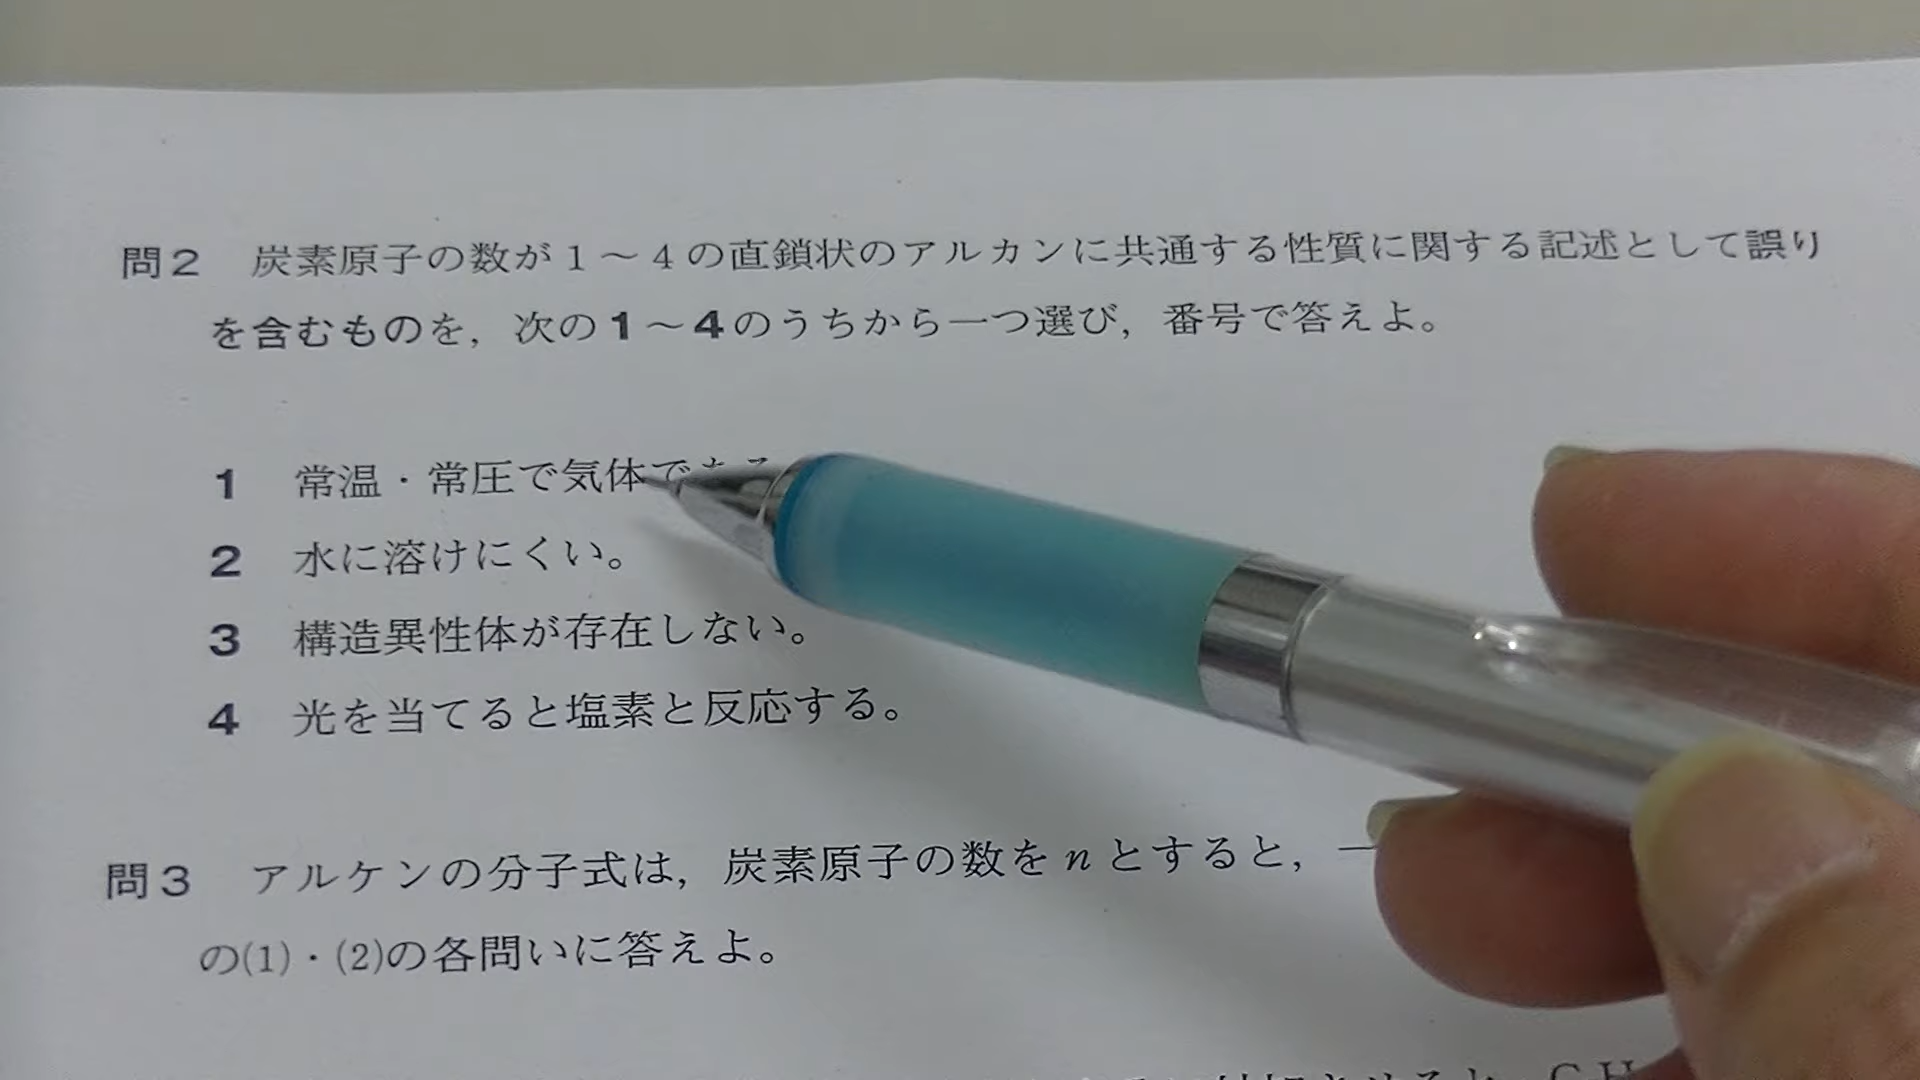 問2 炭素原子の数が1～4の直鎖状のアルカンに共通する性質に関する記述として誤り
を含むものを，次の1～4のうちから一つ選び，番号で答えよ。
1 常温・常圧で気体である
2 水に溶けにくい。
3 構造異性体が存在しない。
4 光を当てると塩素と反応する。
問3 アルケンの分子式は，炭素原子の数をnとすると，一
の(1)・(2)の各問いに答えよ。